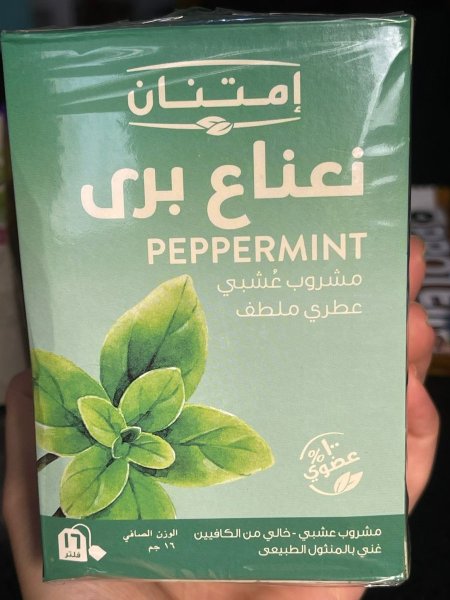 إمتنان
نعناع برى
PEPPERMINT
مشروب عُشبي
عطري ملطف
١٠٠%
عضوي
مشروب عشبي - خالي من الكافيين
غني بالمنثول الطبيعى
الوزن الصافي
١٦ جم
١٦
فلتر